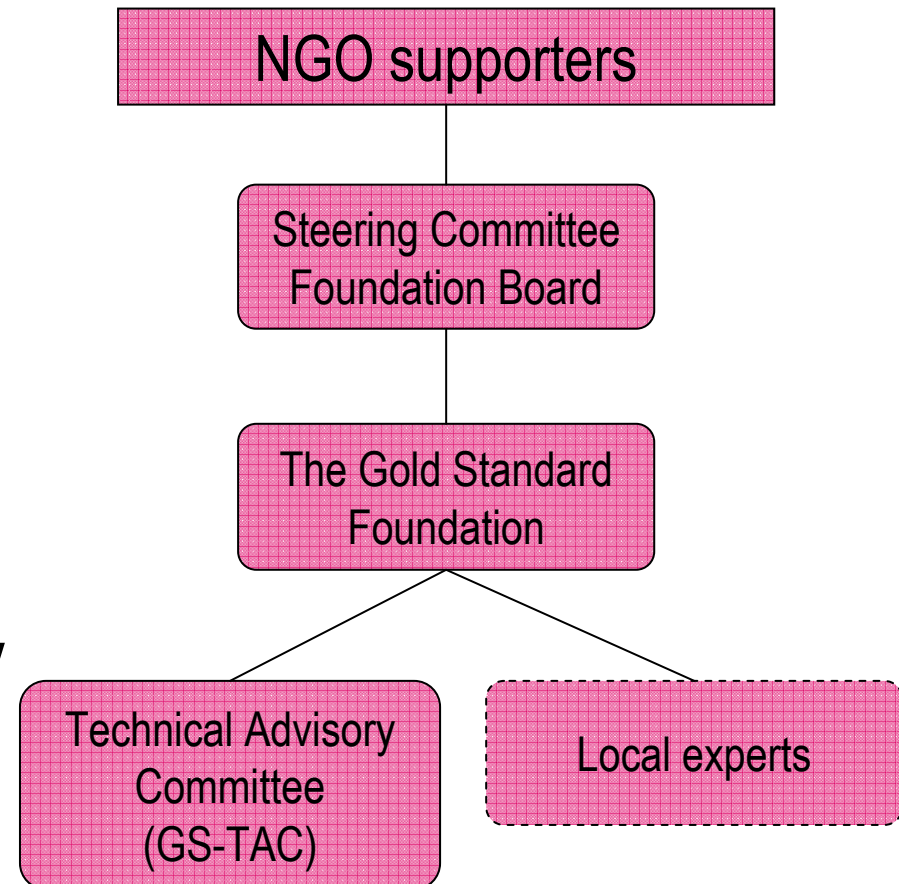 NGO supporters
Steering Committee
Foundation Board
The Gold Standard
Foundation
Technical Advisory
Committee
(GS-TAC)
Local experts